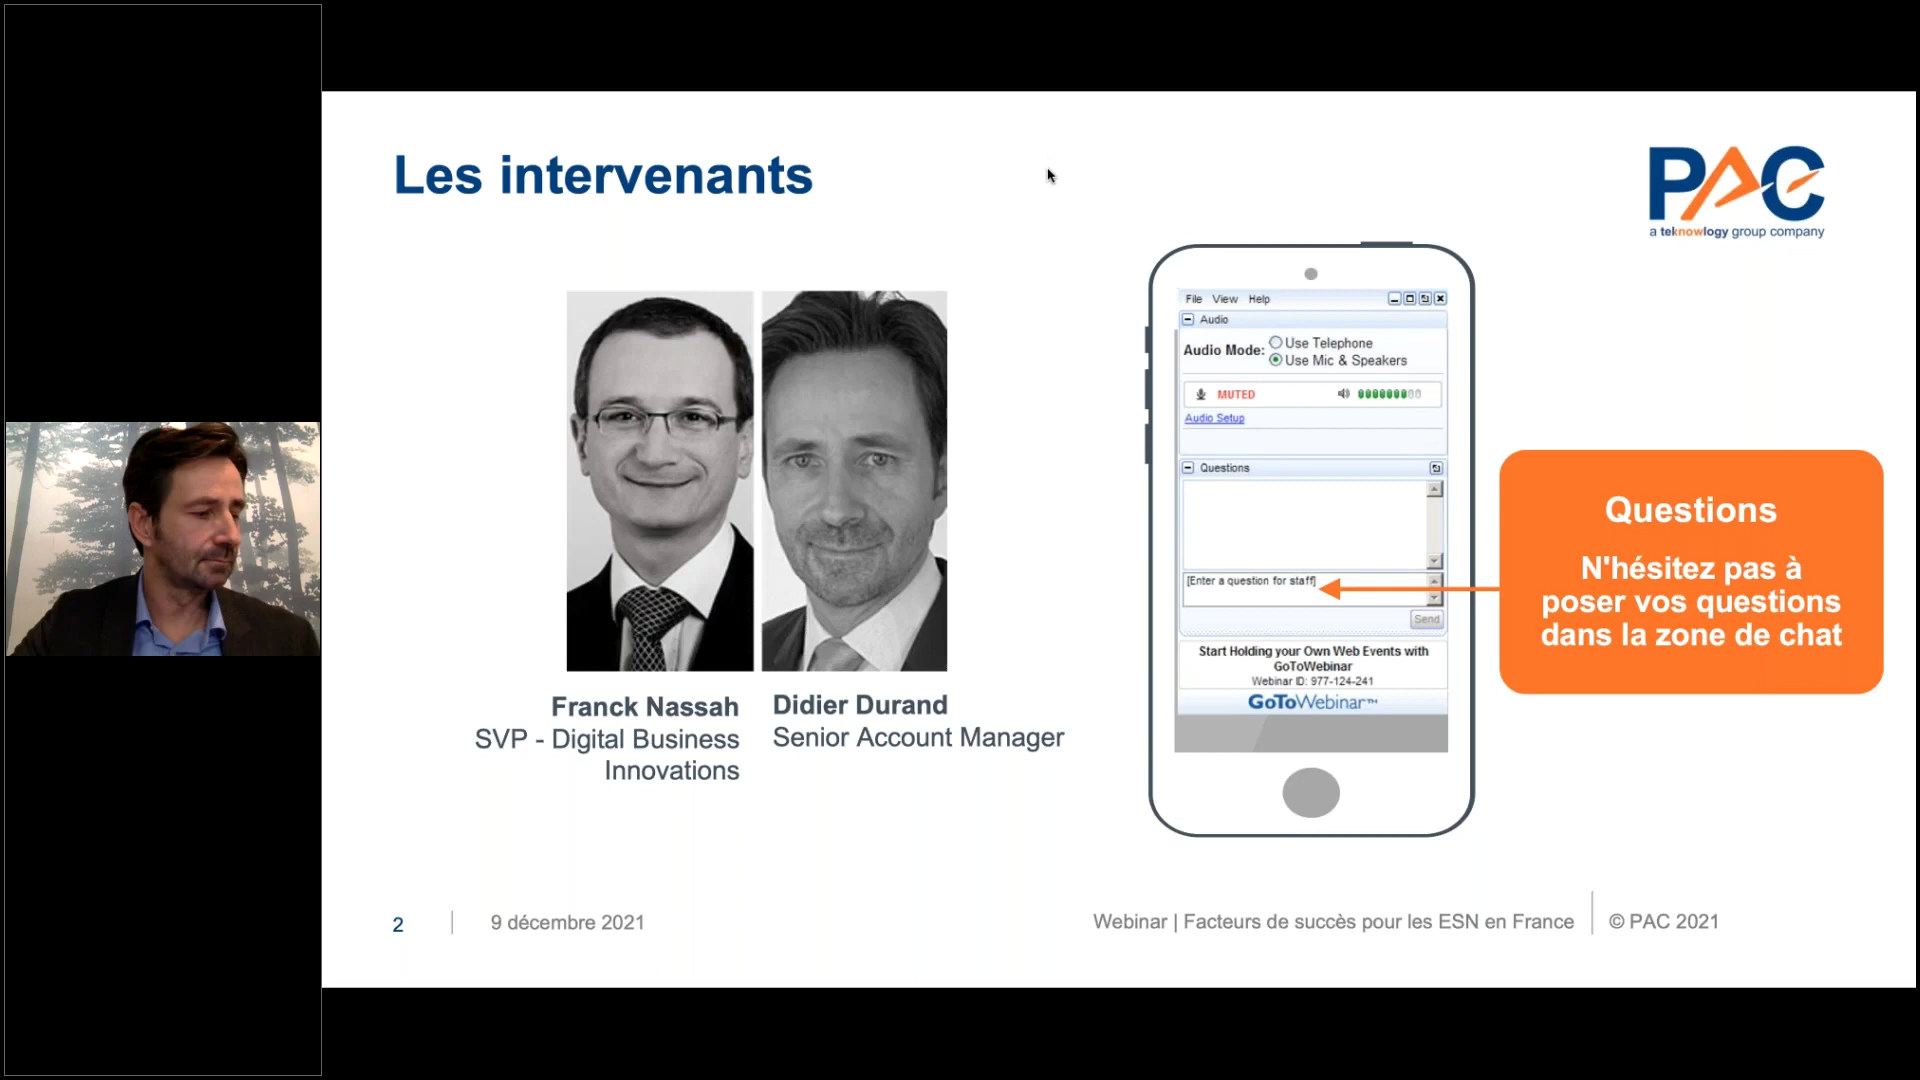 Les intervenants
PAC
a teknowlogy group company
File View Help
Audio
Audio Mode:
Use Telephone
Use Mic & Speakers
MUTED
Audio Setup
Questions
[Enter a question for staff]
Send
Start Holding your Own Web Events with
GoToWebinar
Webinar ID: 977-124-241
GoToWebinar™
Questions
N'hésitez pas à
poser vos questions
dans la zone de chat
Franck Nassah
SVP - Digital Business
Innovations
Didier Durand
Senior Account Manager
2
9 décembre 2021
Webinar | Facteurs de succès pour les ESN en France
© PAC 2021